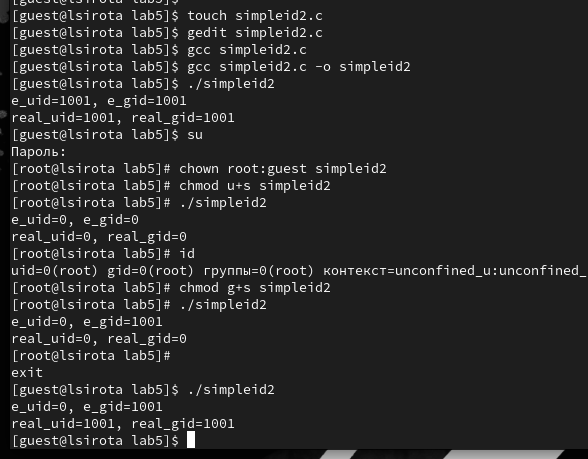 [guest@lsirota lab5]$ touch simpleid2.c
[guest@lsirota lab5]$ gedit simpleid2.c
[guest@lsirota lab5]$ gcc simpleid2.c
[guest@lsirota lab5]$ gcc simpleid2.c -o simpleid2
[guest@lsirota lab5]$ ./simpleid2
e_uid=1001, e_gid=1001
real_uid=1001, real_gid=1001
[guest@lsirota lab5]$ su
Пароль:
[root@lsirota lab5]# chown root:guest simpleid2
[root@lsirota lab5]# chmod u+s simpleid2
[root@lsirota lab5]# ./simpleid2
e_uid=0, e_gid=0
real_uid=0, real_gid=0
[root@lsirota lab5]# id
uid=0(root) gid=0(root) группы=0(root) контекст=unconfined_u:unconfined_
[root@lsirota lab5]# chmod g+s simpleid2
[root@lsirota lab5]# ./simpleid2
e_uid=0, e_gid=1001
real_uid=0, real_gid=0
[root@lsirota lab5]#
exit
[guest@lsirota lab5]$ ./simpleid2
e_uid=0, e_gid=1001
real_uid=1001, real_gid=1001
[guest@lsirota lab5]$